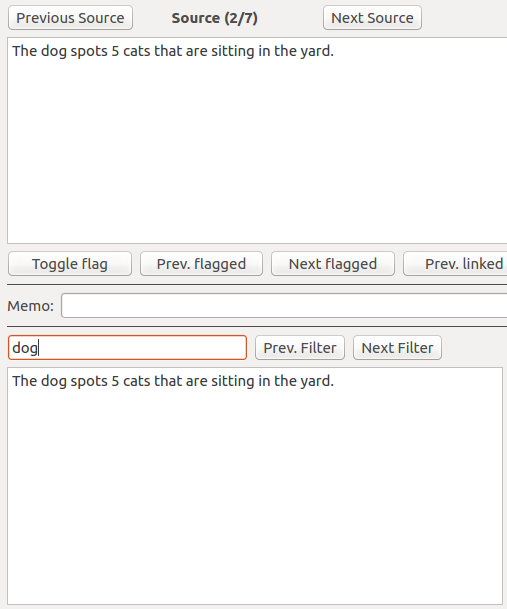 Previous Source Source (2/7) Next Source
The dog spots 5 cats that are sitting in the yard.
Toggle flag Prev. flagged Next flagged Prev. linked
Memo:
dog Prev. Filter Next Filter
The dog spots 5 cats that are sitting in the yard.